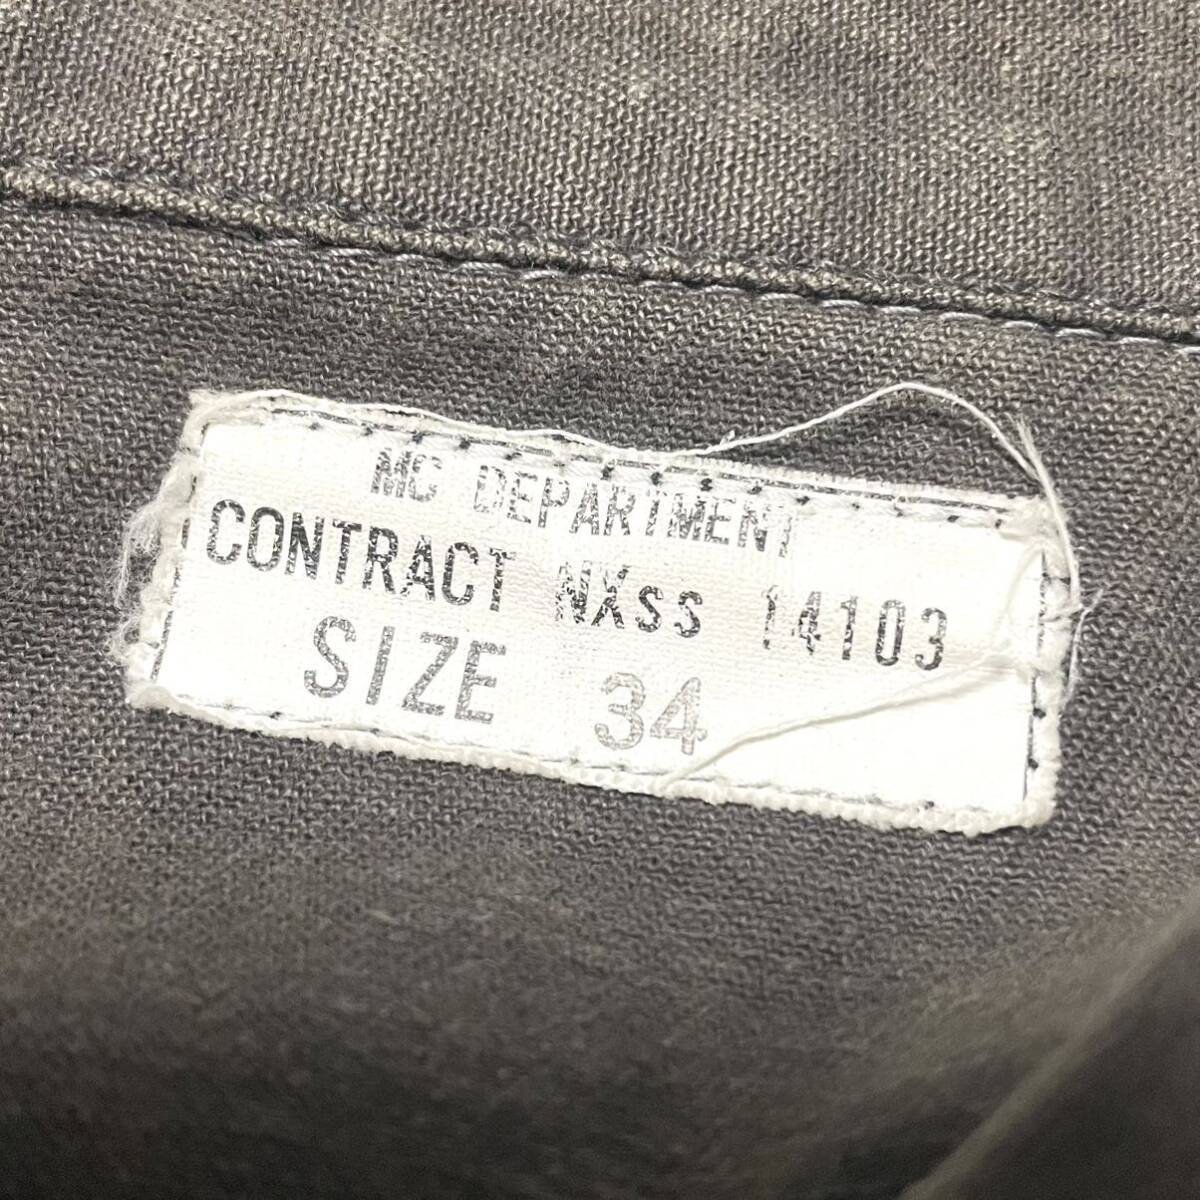 MC DEPARTMENT
CONTRACT NXss 14103
SIZE 34